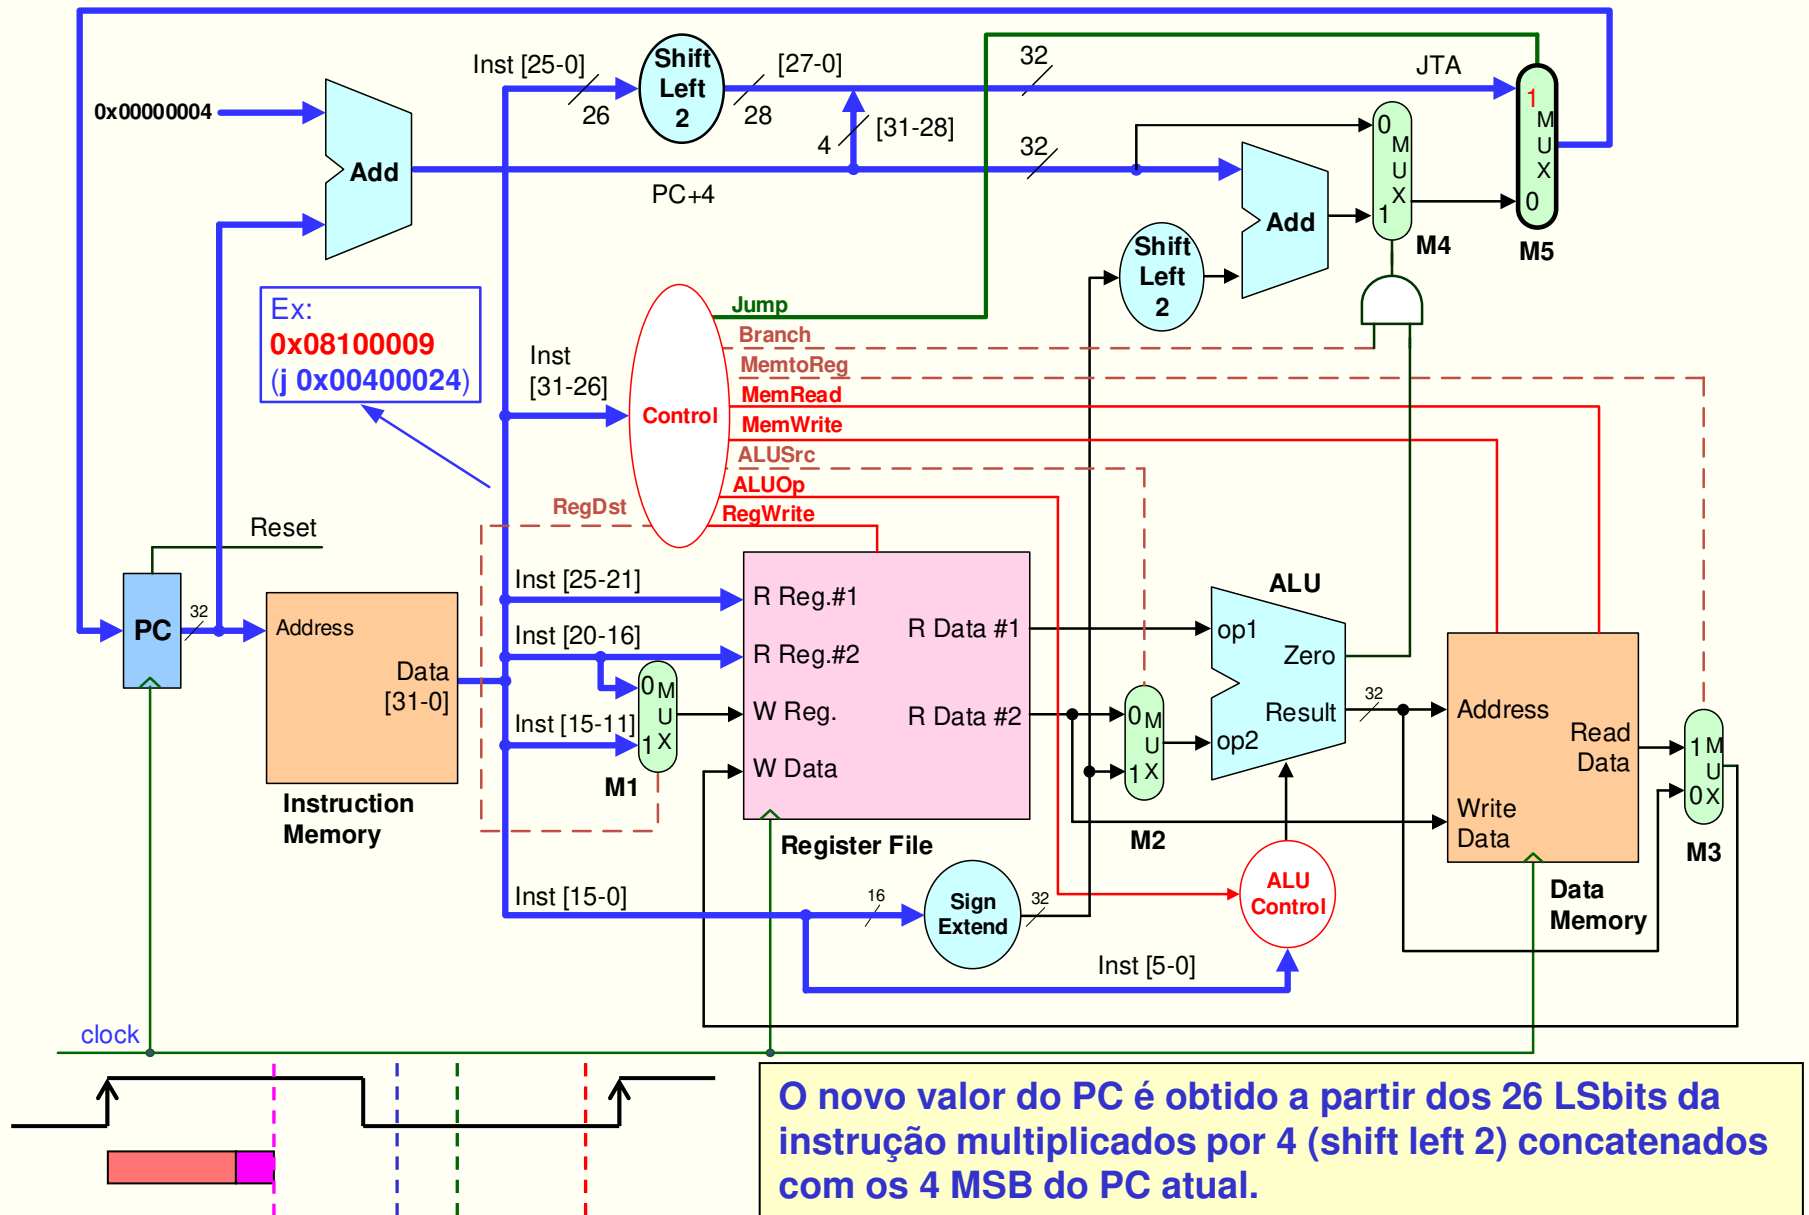 Inst [25-0]
26
Shift
Left
2
[27-0]
28
32
JTA
0x00000004
Add
4
[31-28]
PC+4
32
0
M
U
X
1
M4
1
M
U
X
0
M5
Add
Shift
Left
2
Ex:
0x08100009
(j 0x00400024)
Inst
[31-26]
Control
Jump
Branch
MemtoReg
MemRead
MemWrite
ALUSrc
ALUOp
RegWrite
RegDst
Reset
PC
32
Address
Data
[31-0]
Instruction
Memory
Inst [25-21]
Inst [20-16]
Inst [15-11]
0 M
U
1 X
M1
R Reg.#1
R Reg.#2
W Reg.
W Data
R Data #1
R Data #2
Register File
0 M
U
1 X
M2
ALU
op1
Zero
Result
op2
32
Address
Read
Data
Write
Data
Data
Memory
1 M
U
0 X
M3
Inst [15-0]
16
Sign
Extend
32
ALU
Control
Inst [5-0]
clock
O novo valor do PC é obtido a partir dos 26 LSbits da
instrução multiplicados por 4 (shift left 2) concatenados
com os 4 MSB do PC atual.